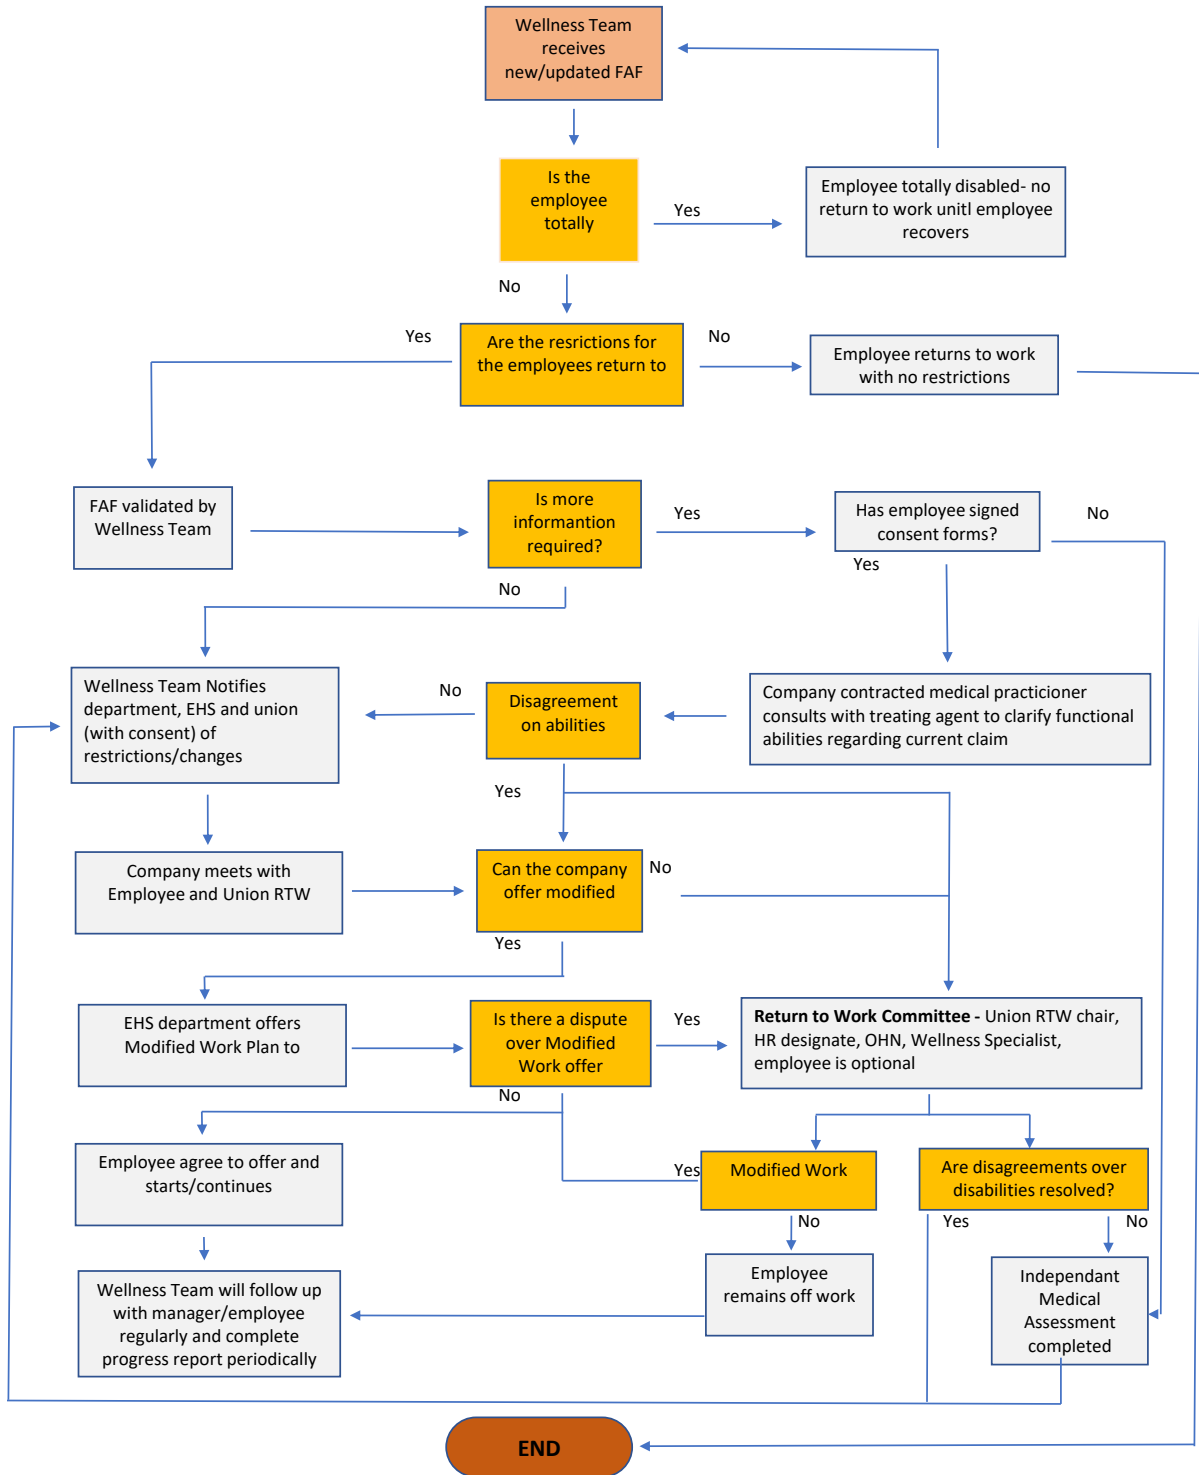 Wellness Team
receives
new/updated FAF
Is the
employee
totally
Yes
Employee totally disabled- no
return to work unitl employee
recovers
No
Yes
Are the resrictions for
the employees return to
No
Employee returns to work
with no restrictions
FAF validated by
Wellness Team
Is more
informantion
required?
Yes
Has employee signed
consent forms?
No
No
Yes
Wellness Team Notifies
department, EHS and union
(with consent) of
restrictions/changes
No
Disagreement
on abilities
Company contracted medical practicioner
consults with treating agent to clarify functional
abilities regarding current claim
Yes
Company meets with
Employee and Union RTW
Can the company
offer modified
No
Yes
EHS department offers
Modified Work Plan to
Is there a dispute
over Modified
Work offer
Yes
Return to Work Committee - Union RTW chair,
HR designate, OHN, Wellness Specialist,
employee is optional
No
Employee agree to offer and
starts/continues
Yes
Modified Work
Are disagreements over
disabilities resolved?
No
Yes
No
Wellness Team will follow up
with manager/employee
regularly and complete
progress report periodically
Employee
remains off work
Independant
Medical
Assessment
completed
END